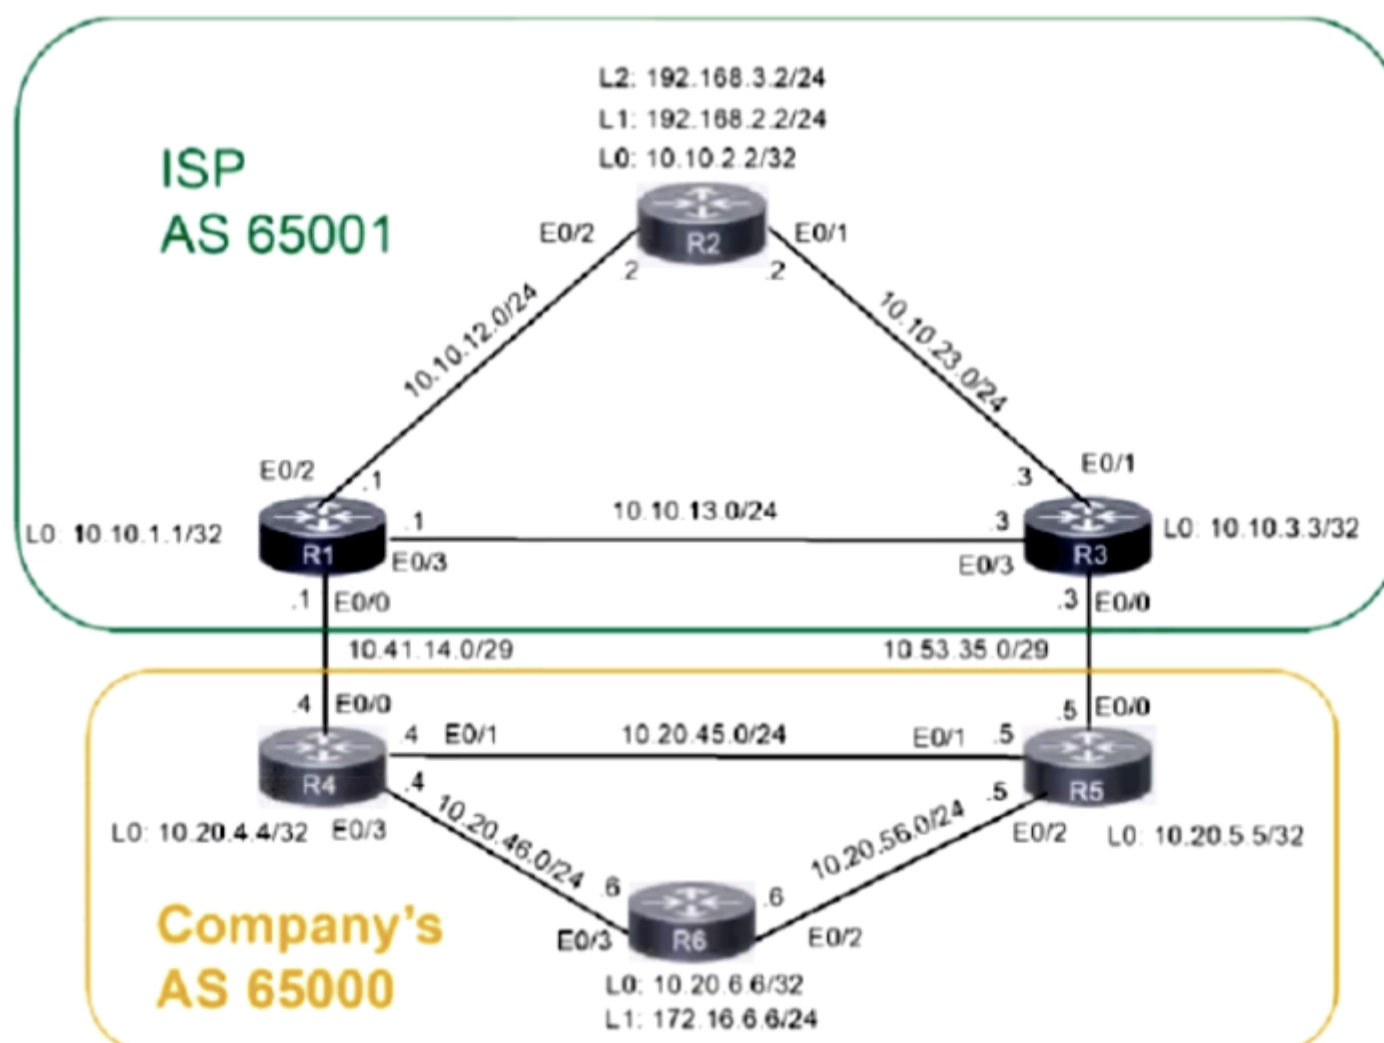 L2: 192.168.3.2/24
L1: 192.168.2.2/24
L0: 10.10.2.2/32
ISP
AS 65001
E0/2
R2
E0/1
.2
.2
10.10.12.0/24
10.10.23.0/24
E0/2
.1
.3
E0/1
L0: 10.10.1.1/32
R1
.1
E0/3
10.10.13.0/24
.3
E0/3
R3
L0: 10.10.3.3/32
.1
E0/0
.3
E0/0
10.41.14.0/29
10.53.35.0/29
.4
E0/0
.5
E0/0
.4
E0/1
10.20.45.0/24
E0/1
.5
R4
.4
.5
R5
L0: 10.20.4.4/32
E0/3
10.20.46.0/24
10.20.56.0/24
E0/2
L0: 10.20.5.5/32
.6
.6
E0/3
R6
E0/2
Company's
AS 65000
L0: 10.20.6.6/32
L1: 172.16.6.6/24